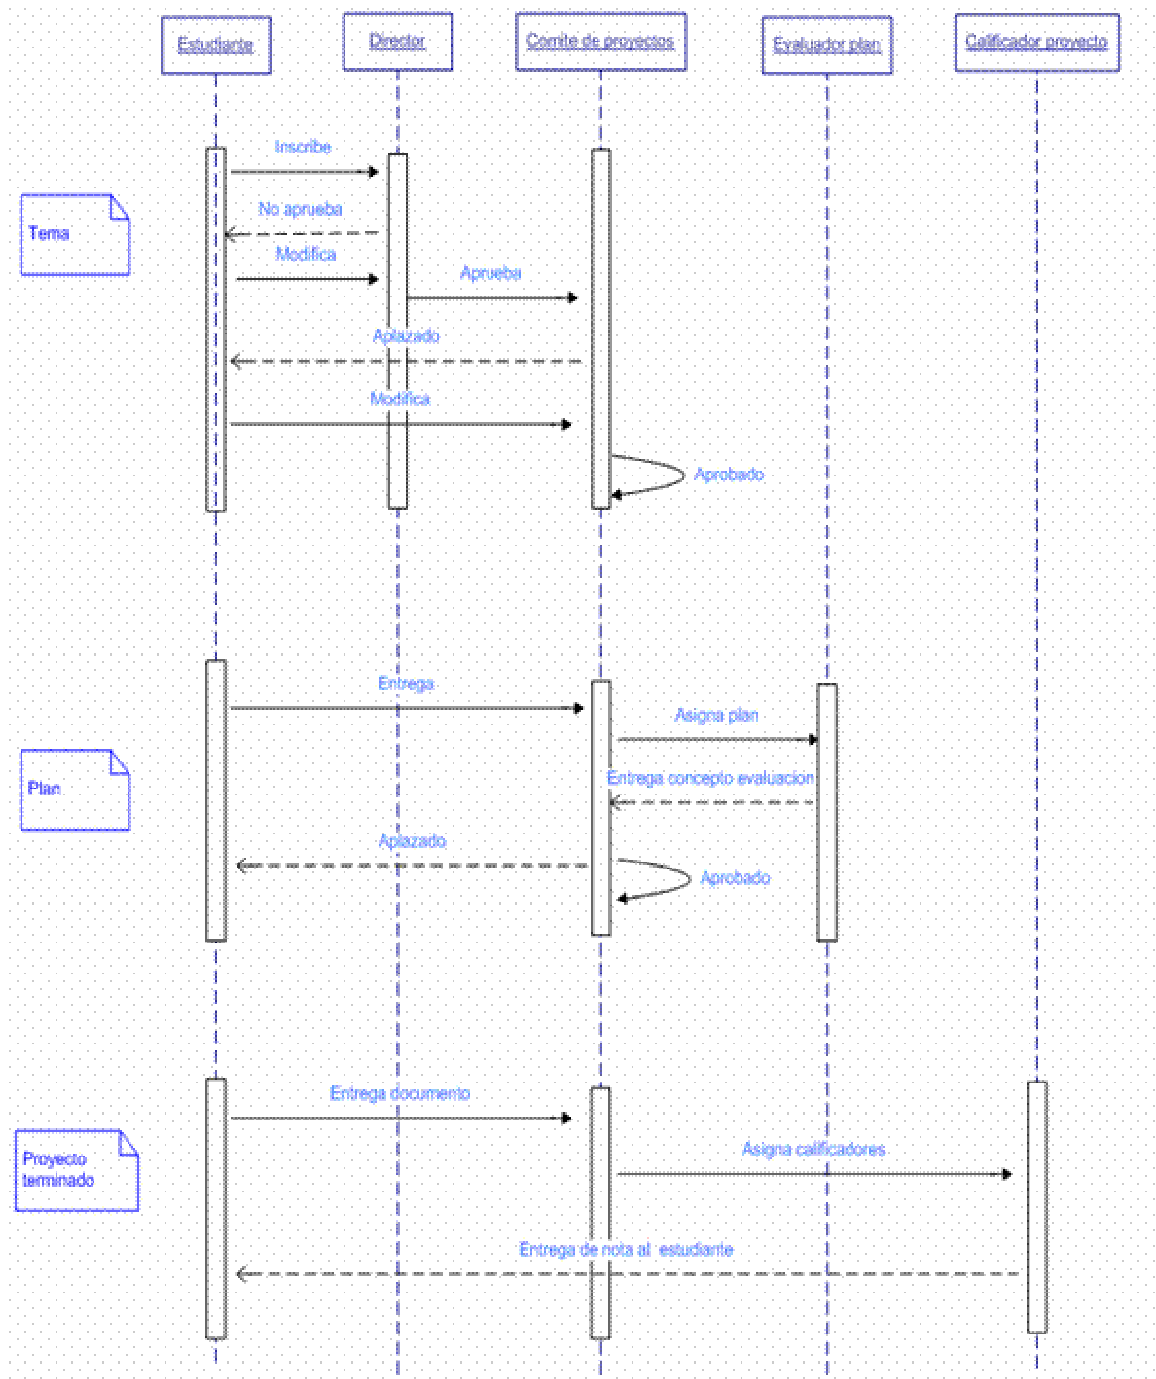 Estudiante
Director
Comite de proyectos
Evaluador plan
Calificador proyecto
Inscribe
No aprueba
Tema
Modifica
Aprueba
Aplazado
Modifica
Aprobado
Entrega
Asigna plan
Entrega concepto evaluacion
Plan
Aplazado
Aprobado
Entrega documento
Asigna calificadores
Proyecto
terminado
Entrega de nota al estudiante